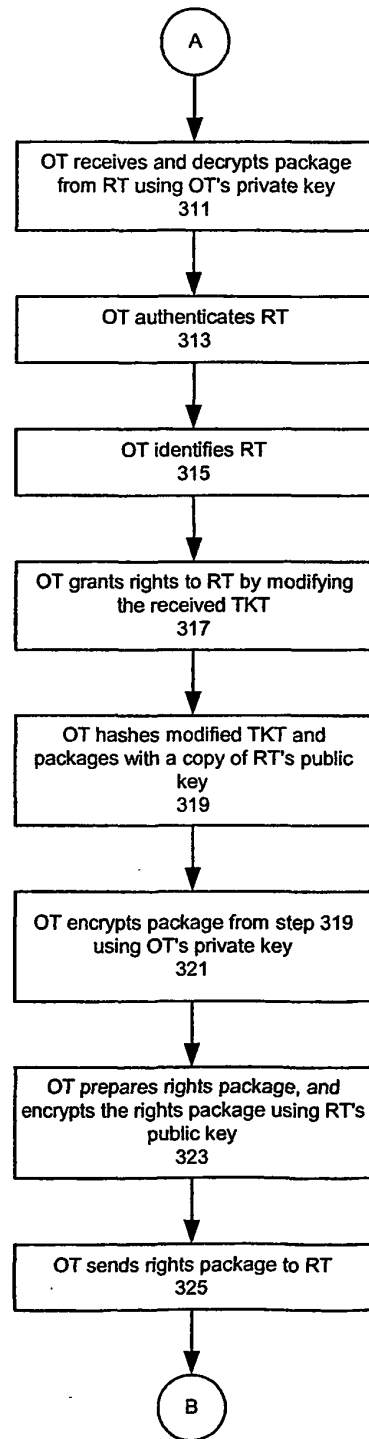 A
OT receives and decrypts package
from RT using OT's private key
311
OT authenticates RT
313
OT identifies RT
315
OT grants rights to RT by modifying
the received TKT
317
OT hashes modified TKT and
packages with a copy of RT's public
key
319
OT encrypts package from step 319
using OT's private key
321
OT prepares rights package, and
encrypts the rights package using RT's
public key
323
OT sends rights package to RT
325
B